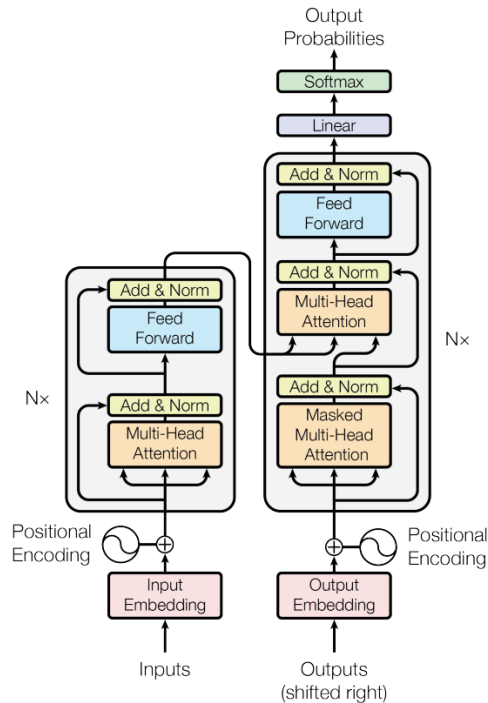 Output
Probabilities
Softmax
Linear
Add & Norm
Feed
Forward
Add & Norm
Multi-Head
Attention
Add & Norm
Masked
Multi-Head
Attention
N×
Add & Norm
Feed
Forward
Add & Norm
Multi-Head
Attention
N×
Positional
Encoding
Positional
Encoding
Input
Embedding
Output
Embedding
Inputs
Outputs
(shifted right)